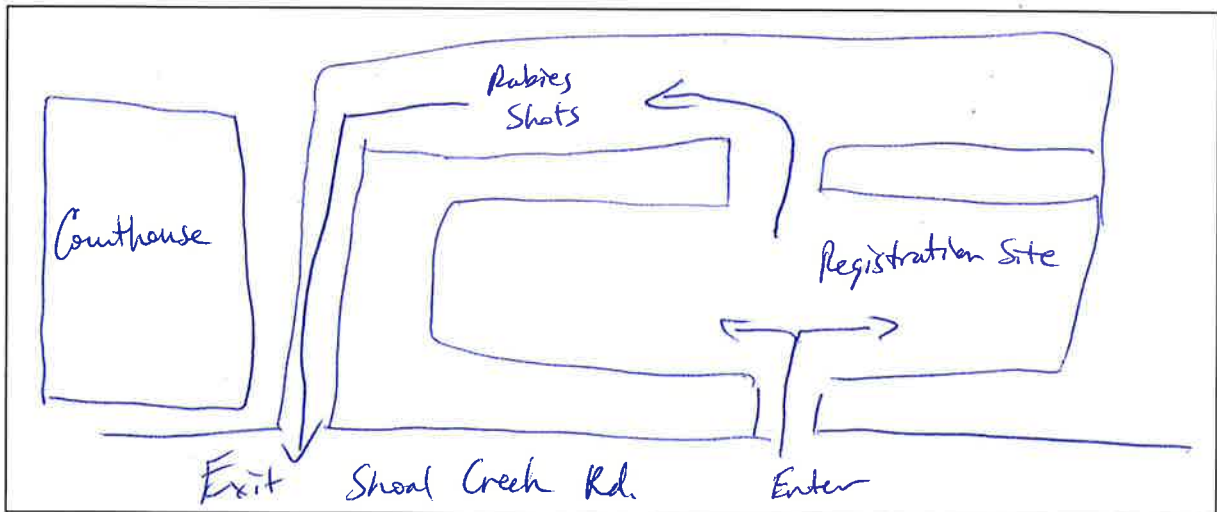 Rabies
Shots
Courthouse
Registration Site
Exit
Shoal Creek Rd.
Enter